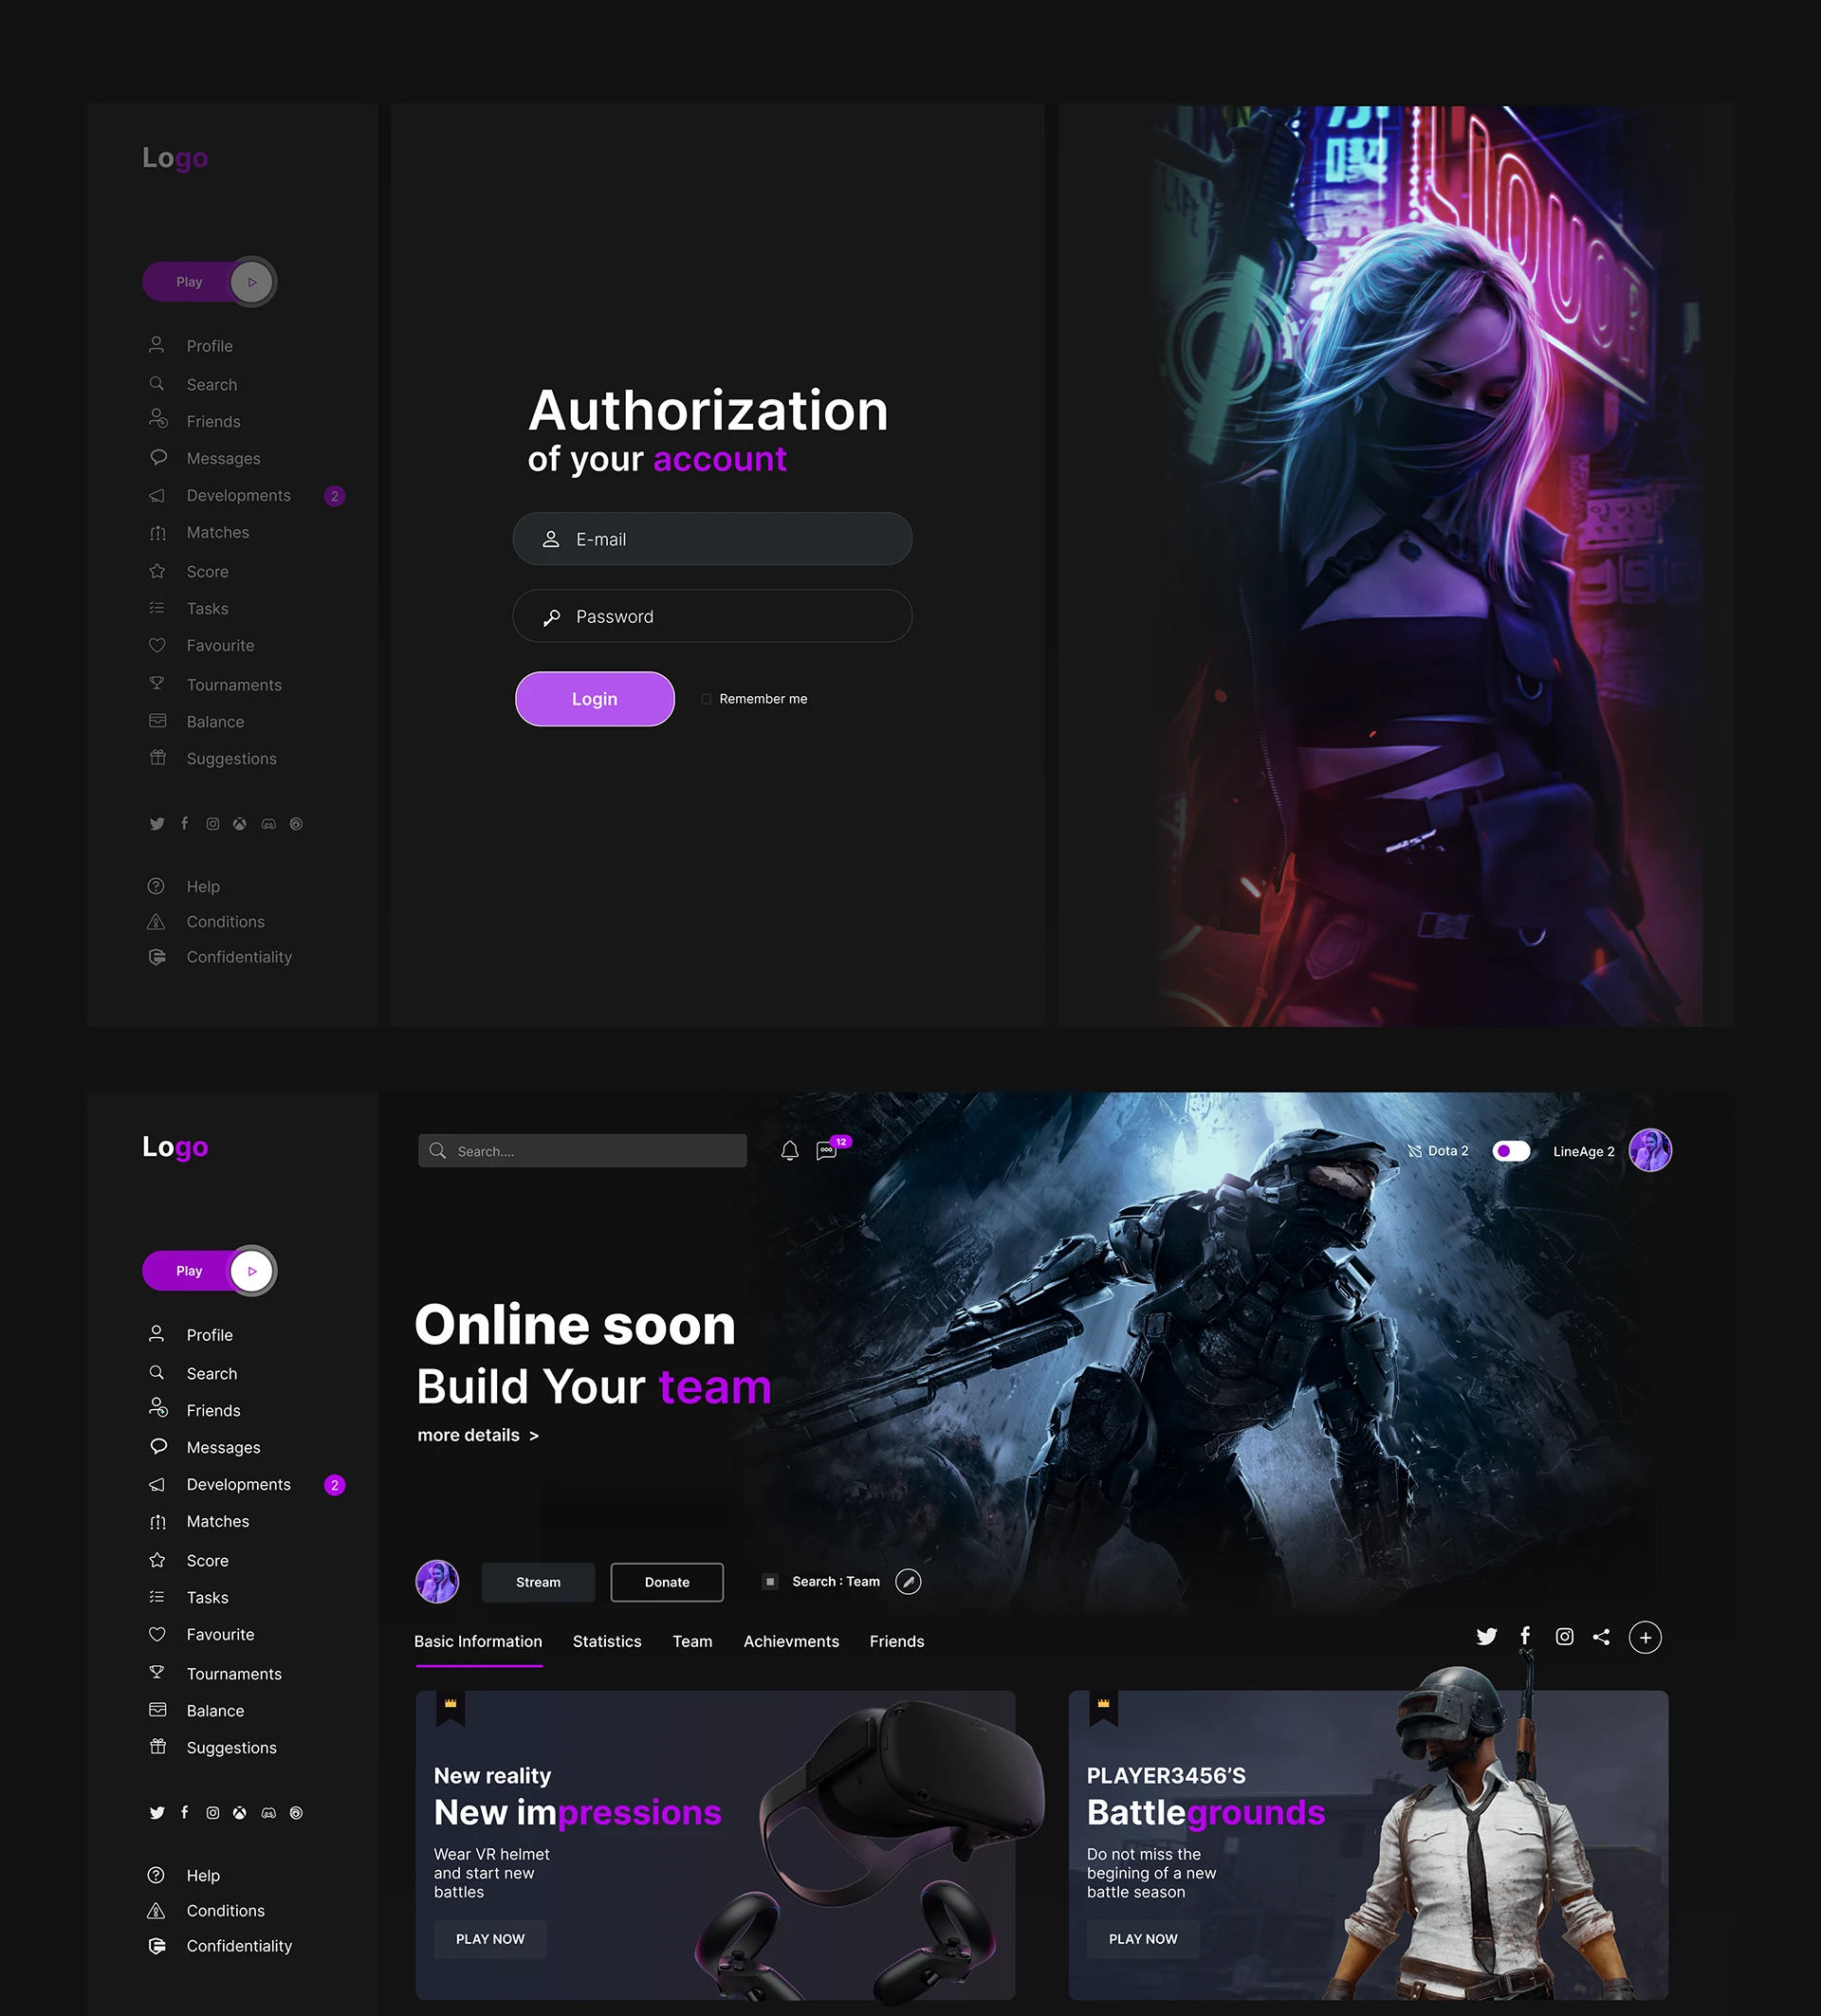 Logo
Play
Profile
Search
Friends
Messages
Developments 2
Matches
Score
Tasks
Favourite
Tournaments
Balance
Suggestions
Help
Conditions
Confidentiality
Authorization
of your account
E-mail
Password
Login
Remember me
喫
LIQUOR
Logo
Play
Profile
Search
Friends
Messages
Developments 2
Matches
Score
Tasks
Favourite
Tournaments
Balance
Suggestions
Help
Conditions
Confidentiality
Search....
12
Dota 2
LineAge 2
Online soon
Build Your team
more details >
Stream
Donate
Search : Team
Basic Information
Statistics
Team
Achievments
Friends
New reality
New impressions
Wear VR helmet
and start new
battles
PLAY NOW
PLAYER3456’S
Battlegrounds
Do not miss the
begining of a new
battle season
PLAY NOW